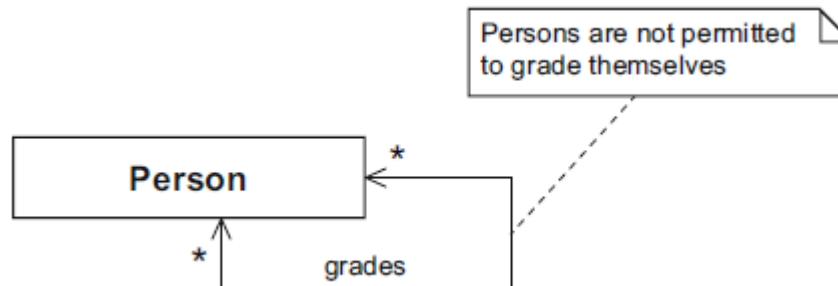 Persons are not permitted
to grade themselves
Person
*
*
grades